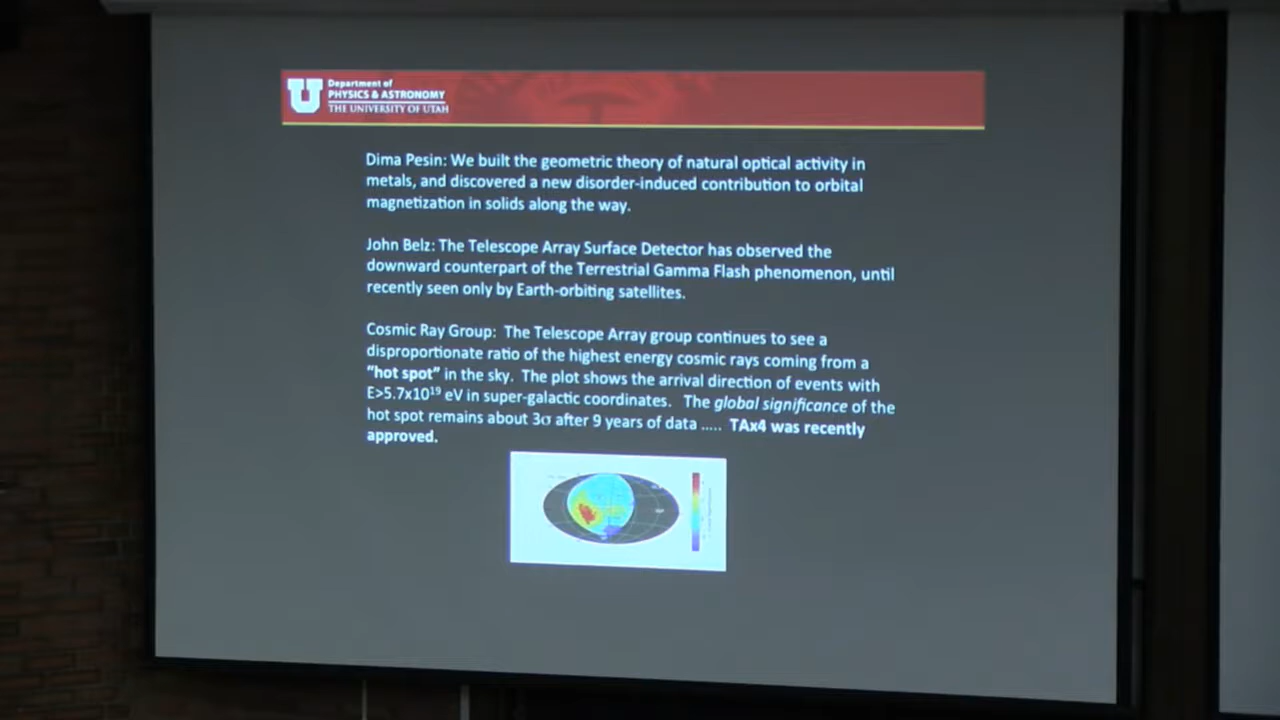 Department of
PHYSICS & ASTRONOMY
THE UNIVERSITY OF UTAH
Dima Pesin: We built the geometric theory of natural optical activity in
metals, and discovered a new disorder-induced contribution to orbital
magnetization in solids along the way.
John Belz: The Telescope Array Surface Detector has observed the
downward counterpart of the Terrestrial Gamma Flash phenomenon, until
recently seen only by Earth-orbiting satellites.
Cosmic Ray Group: The Telescope Array group continues to see a
disproportionate ratio of the highest energy cosmic rays coming from a
“hot spot” in the sky. The plot shows the arrival direction of events with
E>5.7x10¹⁹ eV in super-galactic coordinates. The global significance of the
hot spot remains about 3σ after 9 years of data ..... TAx4 was recently
approved.